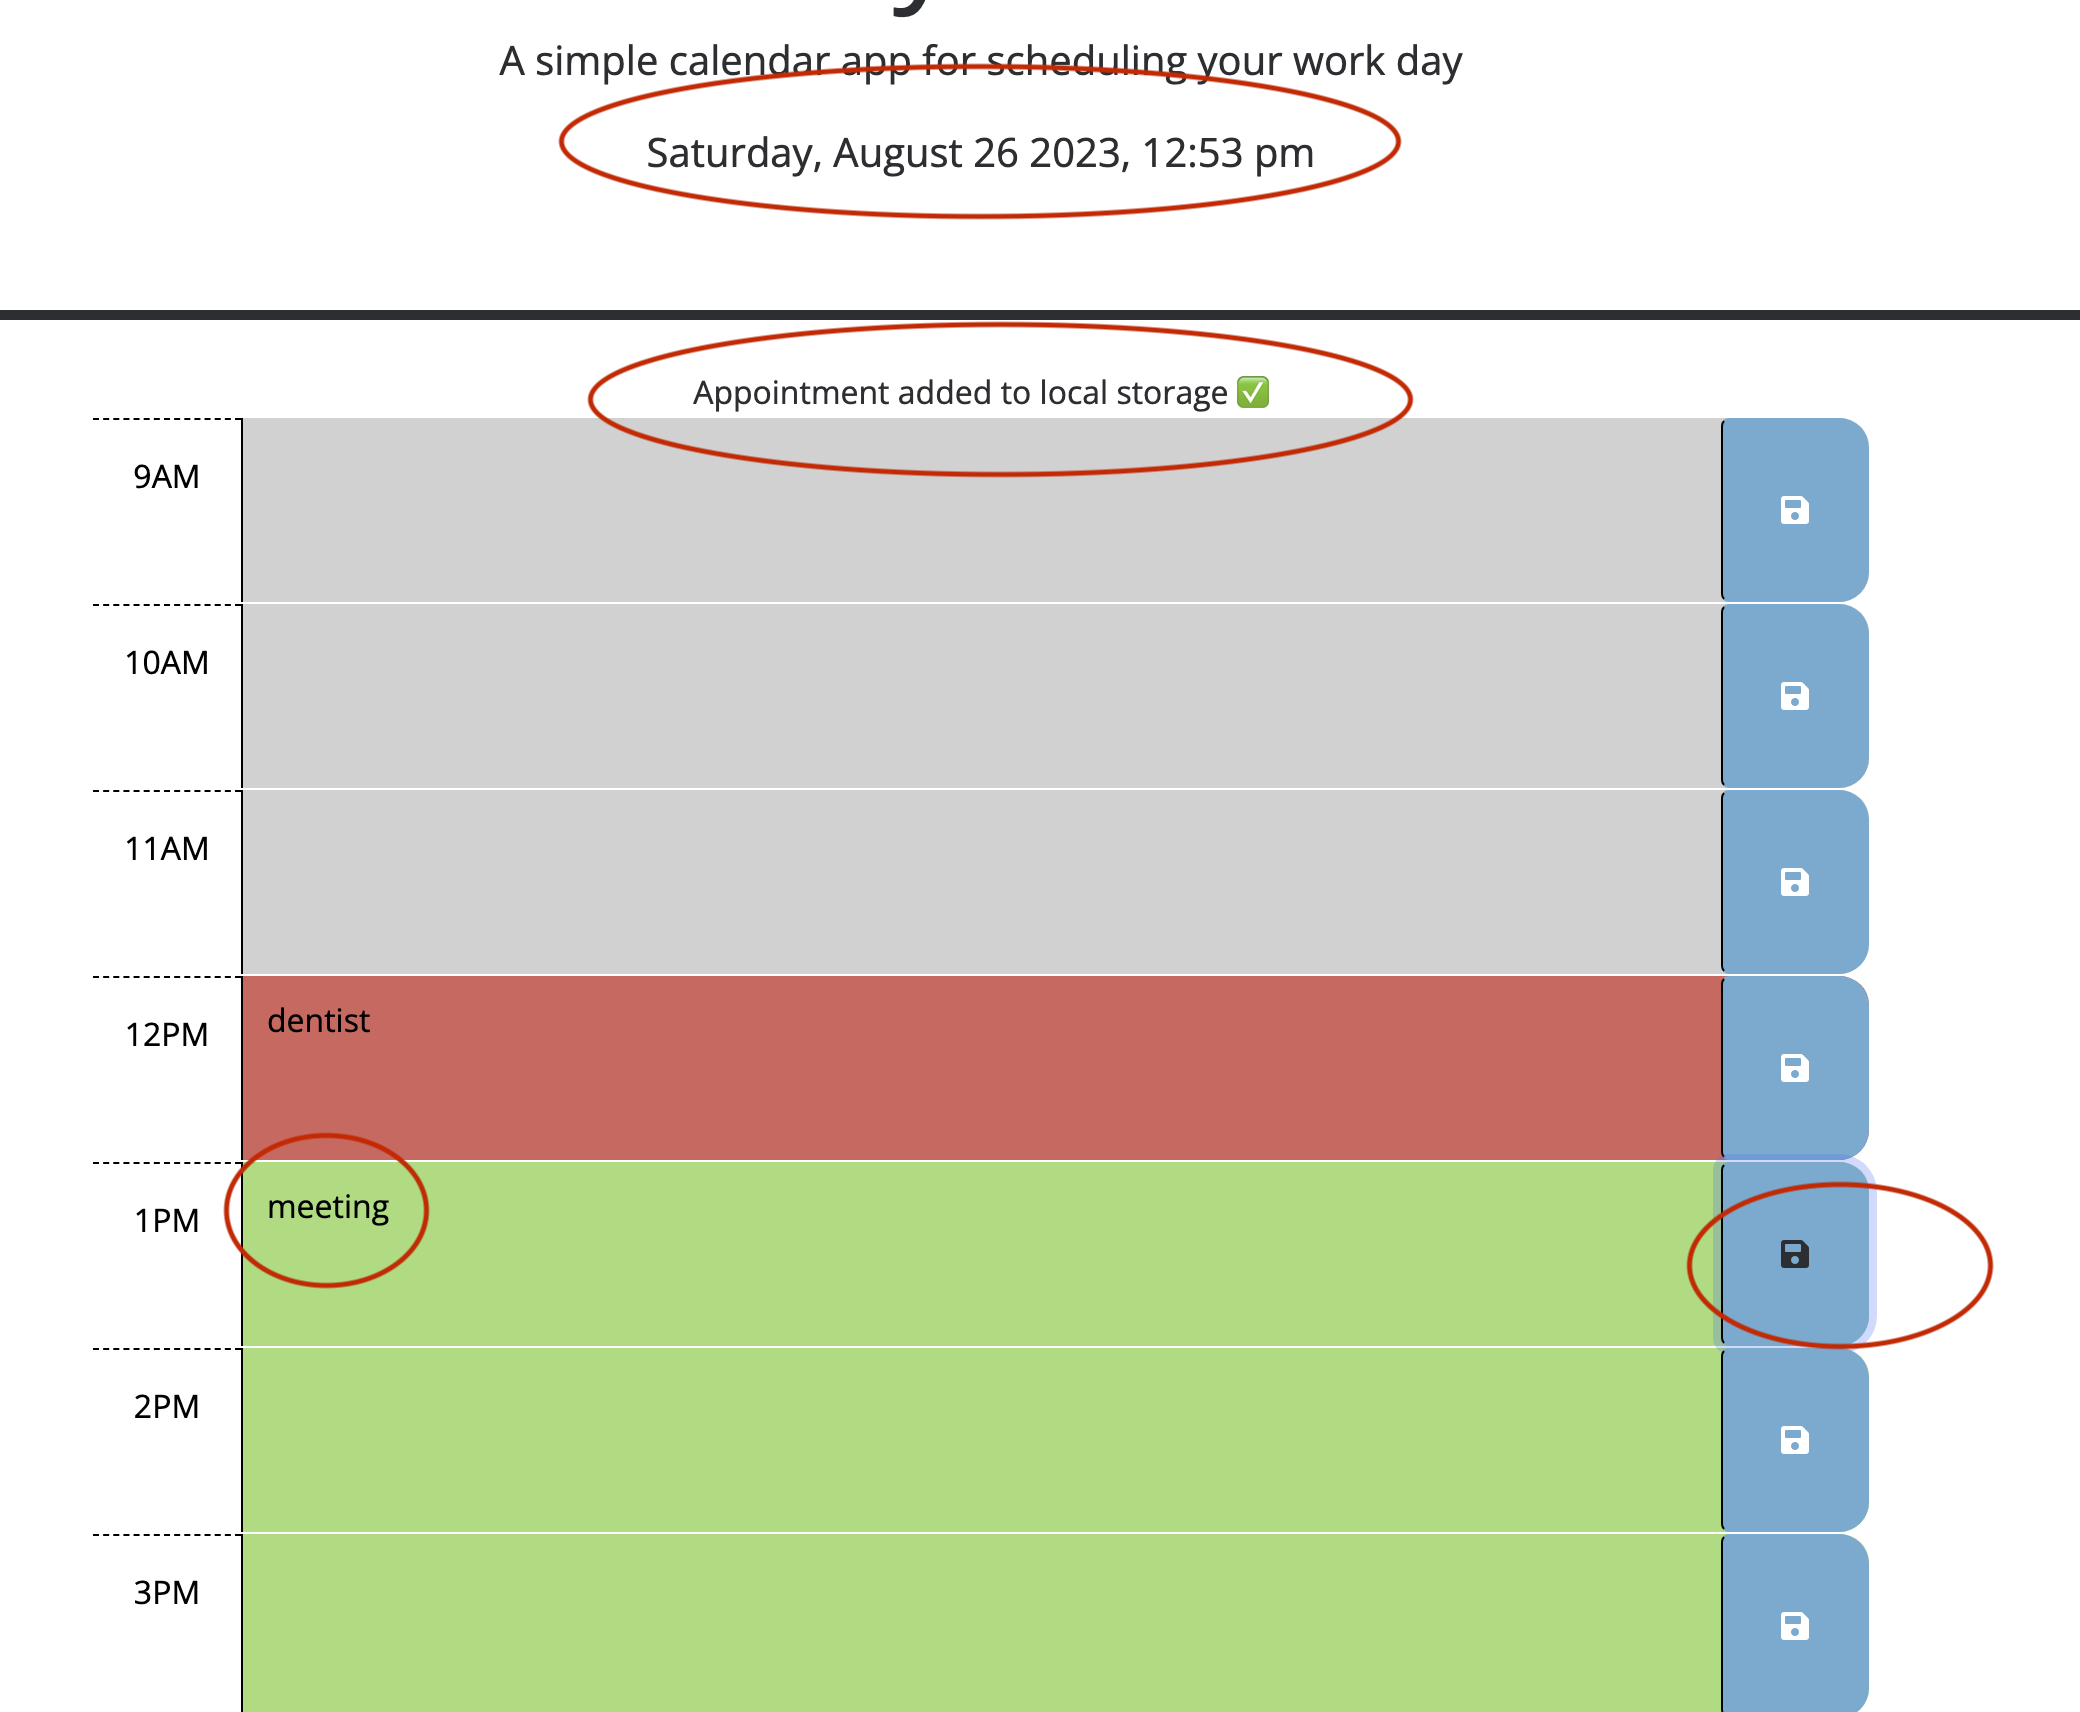 A simple calendar app for scheduling your work day
Saturday, August 26 2023, 12:53 pm
Appointment added to local storage ✅
9AM
10AM
11AM
12PM dentist
1PM meeting
2PM
3PM